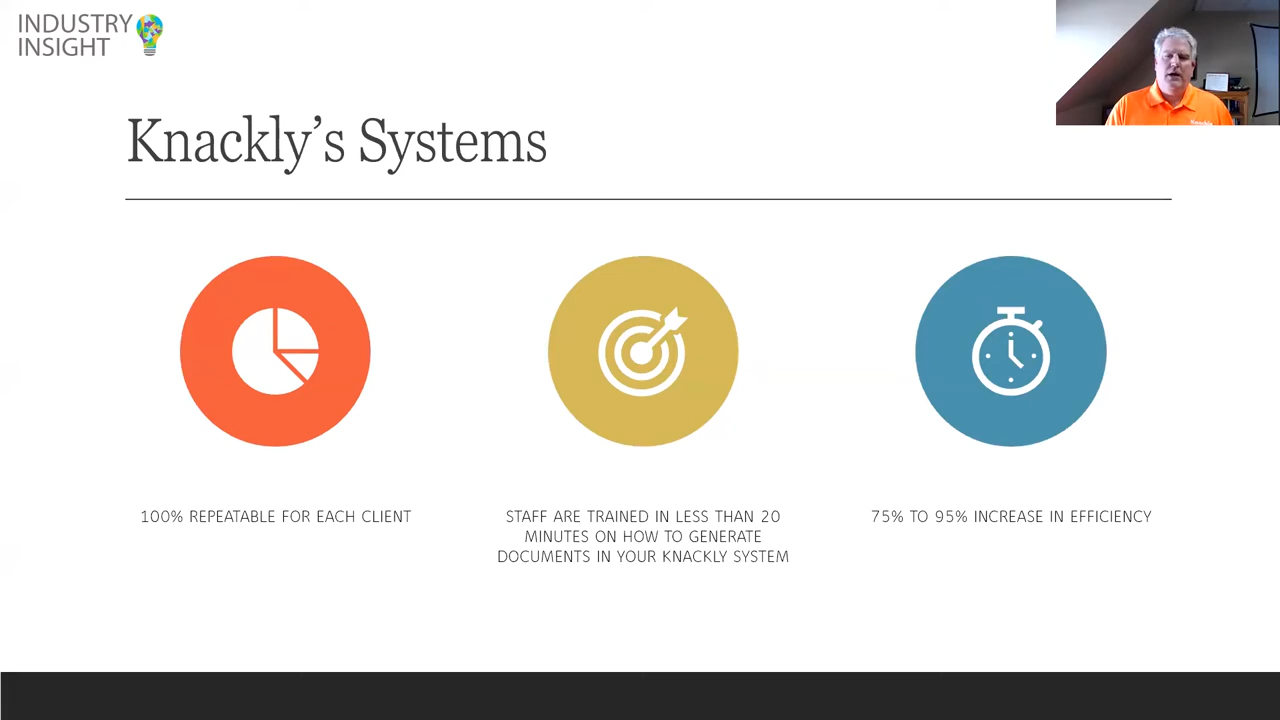 INDUSTRY
INSIGHT
Knackly's Systems
100% REPEATABLE FOR EACH CLIENT
STAFF ARE TRAINED IN LESS THAN 20
MINUTES ON HOW TO GENERATE
DOCUMENTS IN YOUR KNACKLY SYSTEM
75% TO 95% INCREASE IN EFFICIENCY